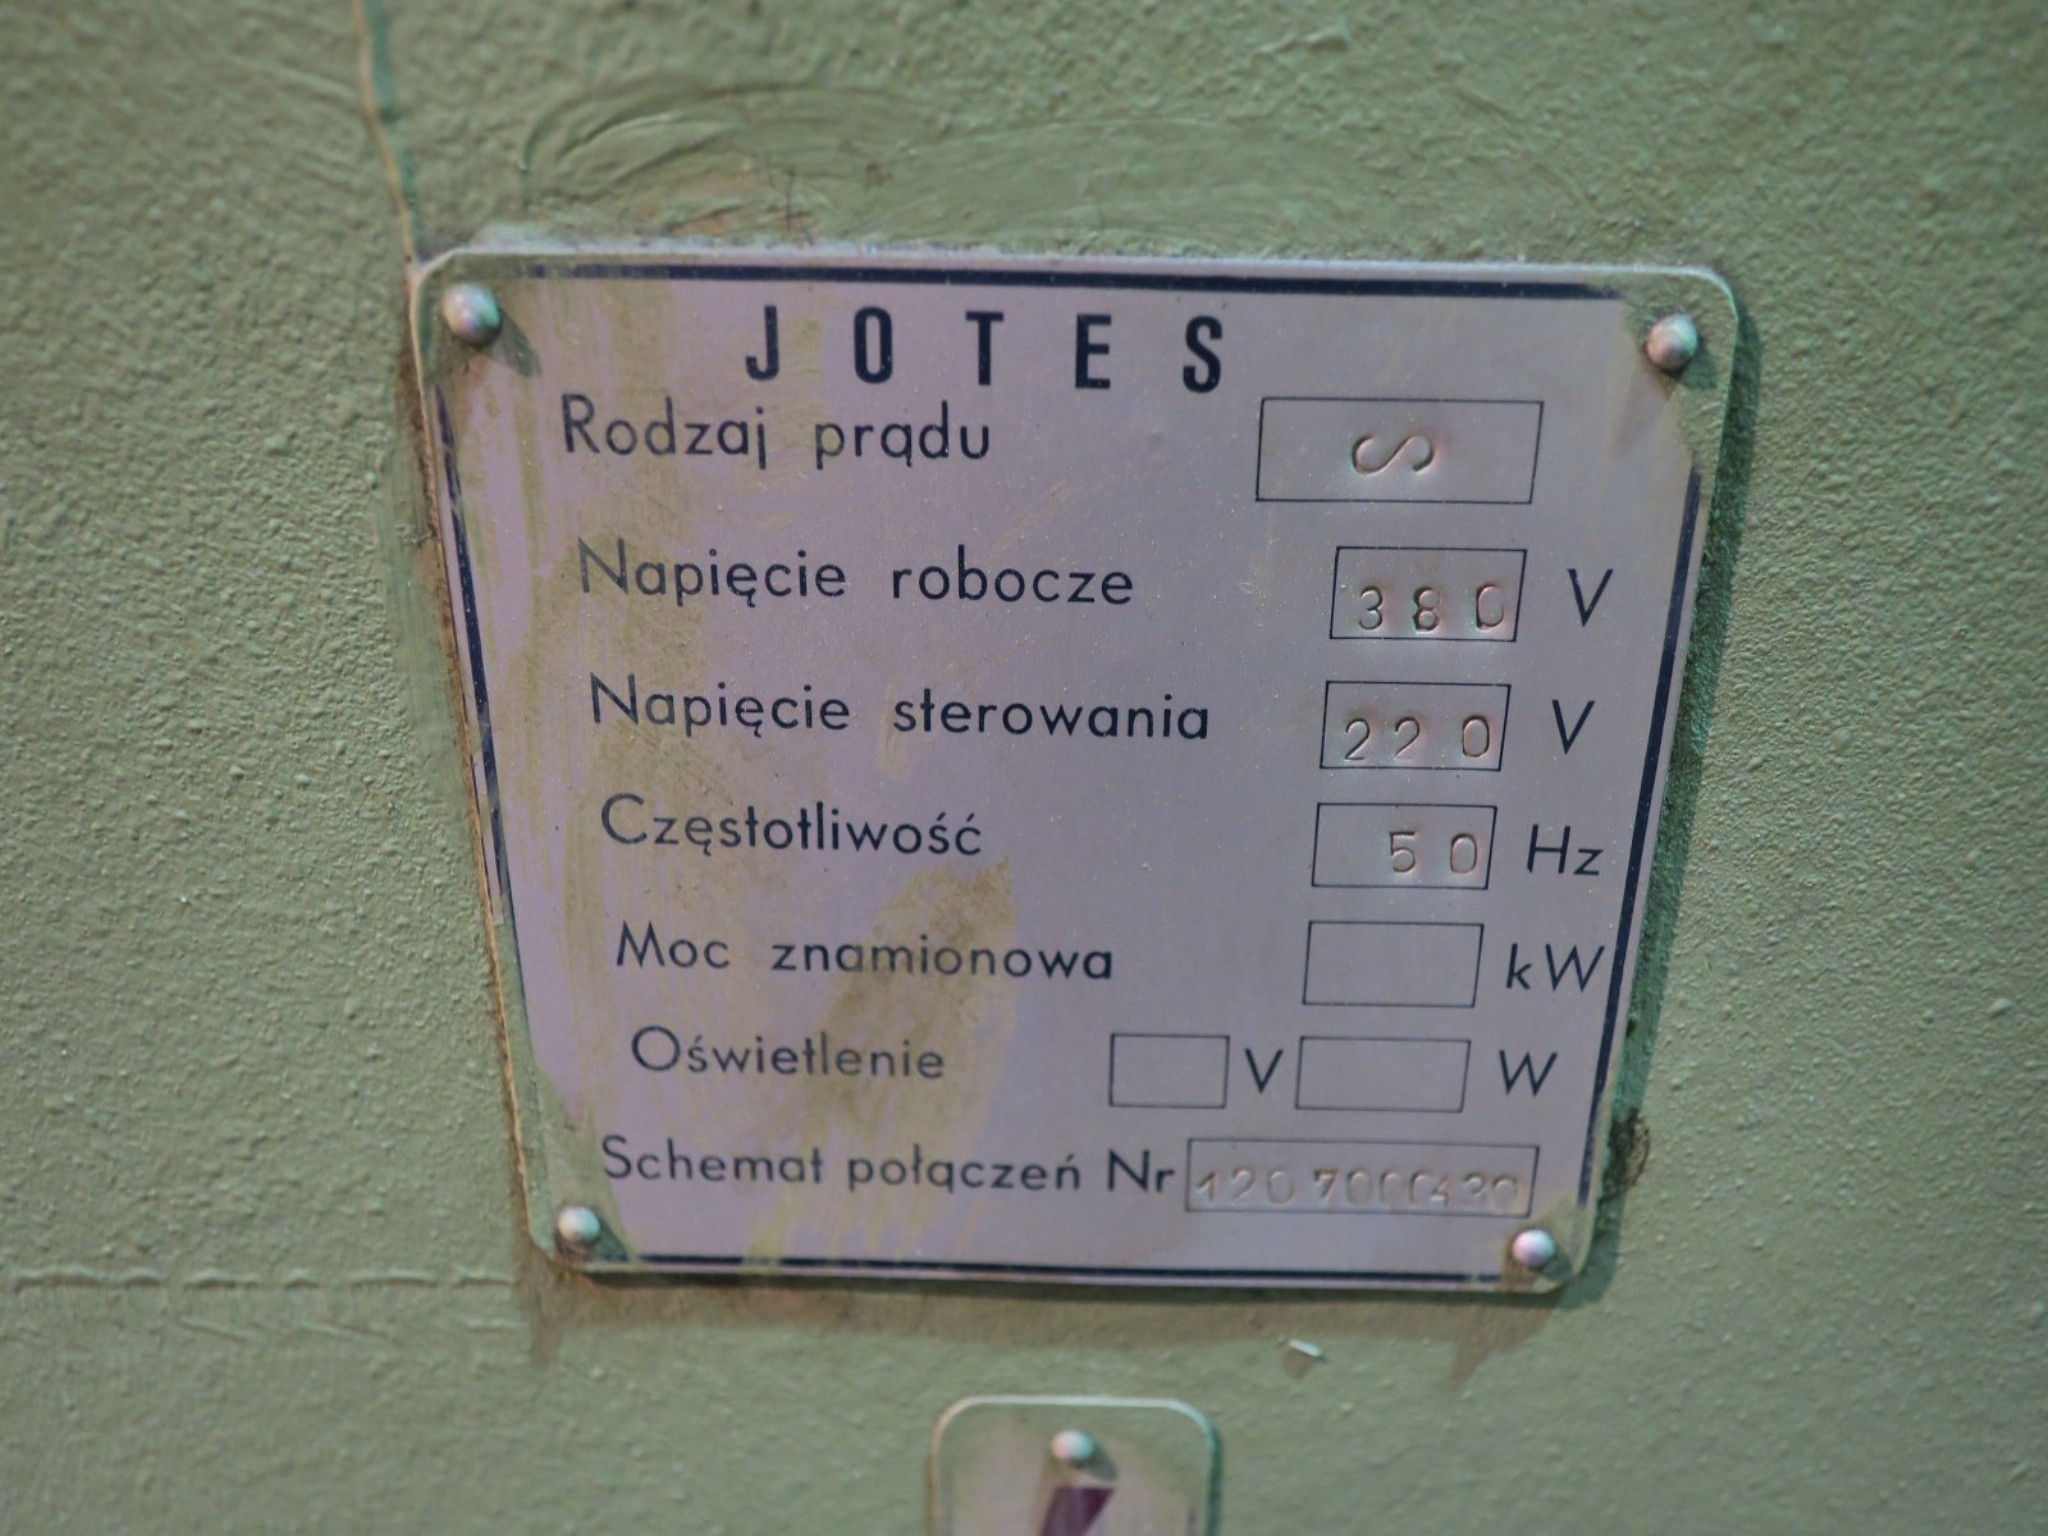 JOTES
Rodzaj prądu ∽
Napięcie robocze 380 V
Napięcie sterowania 220 V
Częstotliwość 50 Hz
Moc znamionowa kW
Oświetlenie V W
Schemat połączeń Nr